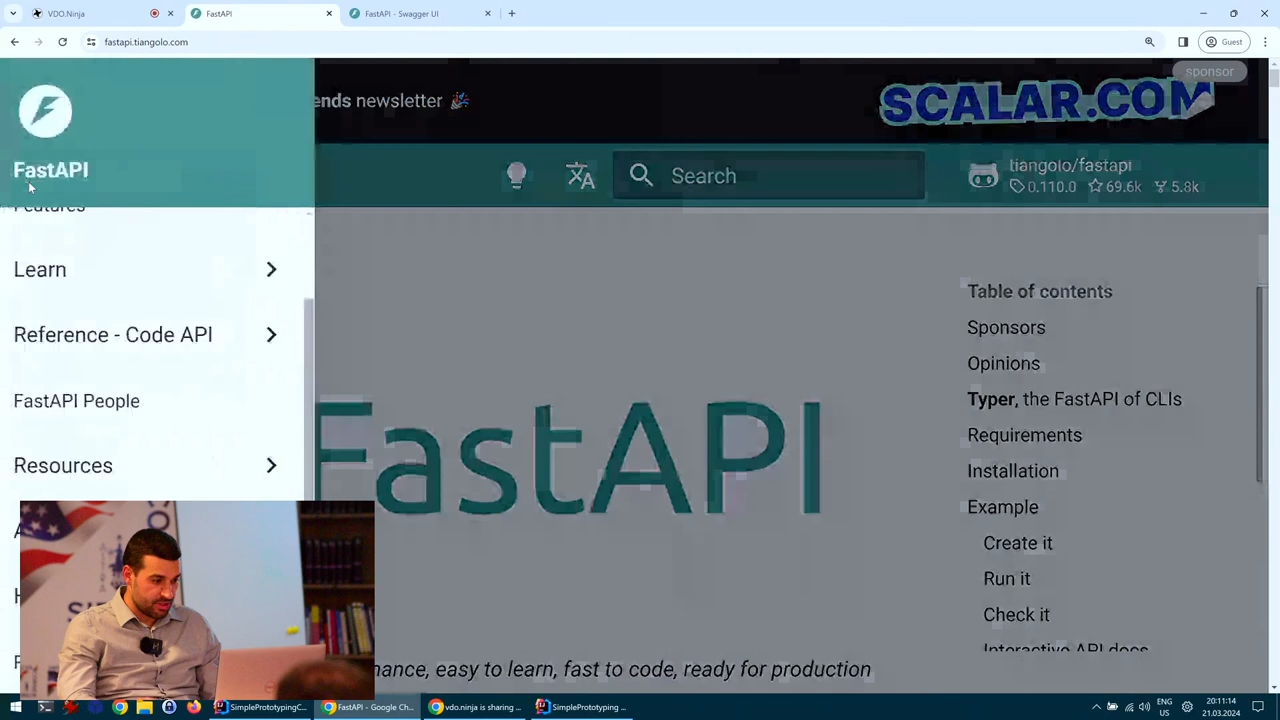 VDO.Ninja
FastAPI
FastAPI - Swagger UI
fastapi.tiangolo.com
Guest
sponsor
ends newsletter 🎉
SCALAR.COM
FastAPI
Search
tiangolo/fastapi
0.110.0 69.6k 5.8k
Features
Learn
Reference - Code API
FastAPI People
Resources
FastAPI
Table of contents
Sponsors
Opinions
Typer, the FastAPI of CLIs
Requirements
Installation
Example
Create it
Run it
Check it
Interactive API docs
nance, easy to learn, fast to code, ready for production
SimplePrototypingC...
FastAPI - Google Ch...
vdo.ninja is sharing ...
SimplePrototyping ...
ENG
US
20:11:14
21.03.2024